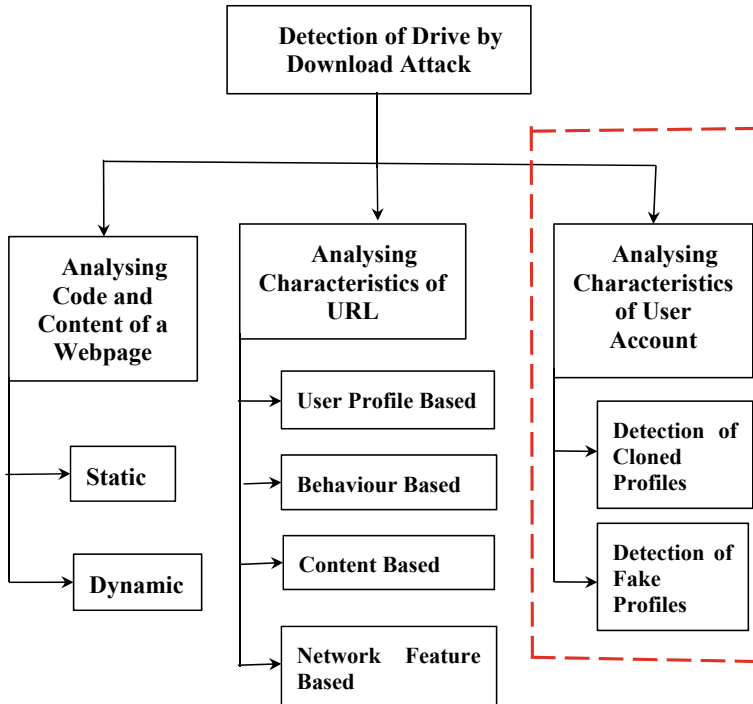 Detection of Drive by
Download Attack
Analysing
Code and
Content of a
Webpage
Static
Dynamic
Analysing
Characteristics of
URL
User Profile Based
Behaviour Based
Content Based
Network Feature
Based
Analysing
Characteristics
of User
Account
Detection of
Cloned
Profiles
Detection of
Fake
Profiles